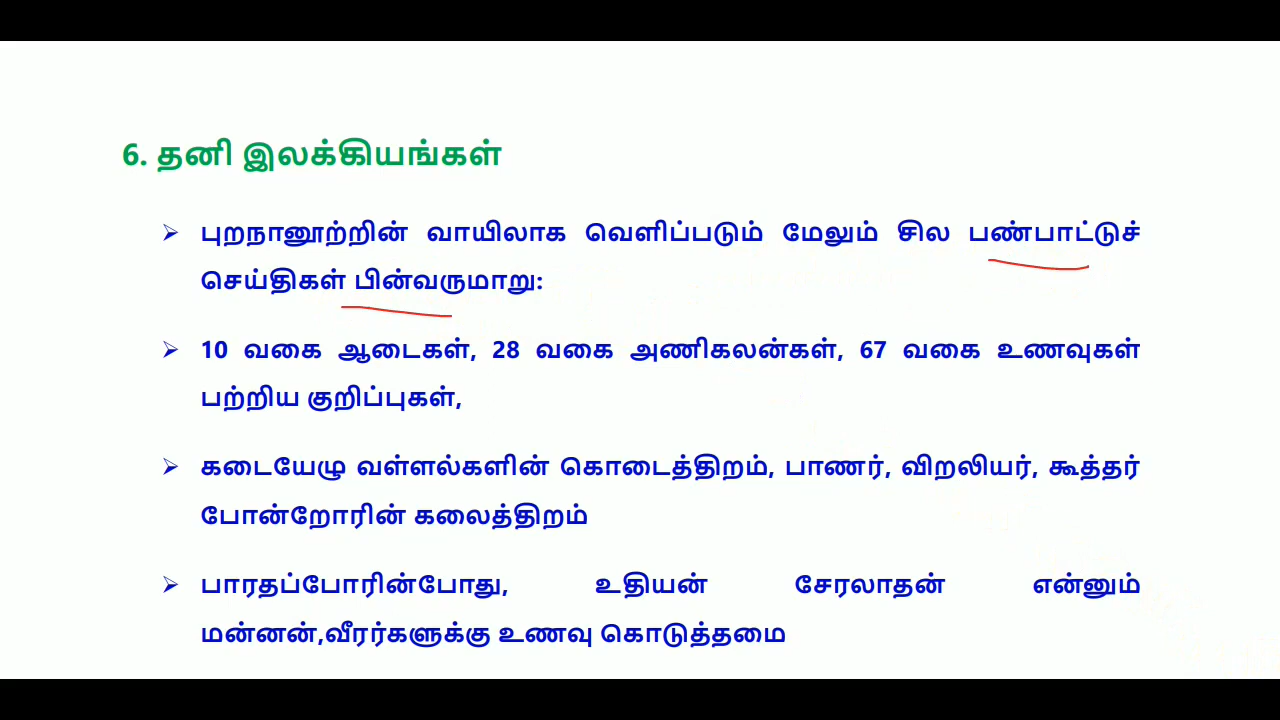 6. தனி இலக்கியங்கள்
➢ புறநானூற்றின் வாயிலாக வெளிப்படும் மேலும் சில பண்பாட்டுச்
செய்திகள் பின்வருமாறு:
➢ 10 வகை ஆடைகள், 28 வகை அணிகலன்கள், 67 வகை உணவுகள்
பற்றிய குறிப்புகள்,
➢ கடையேழு வள்ளல்களின் கொடைத்திறம், பாணர், விறலியர், கூத்தர்
போன்றோரின் கலைத்திறம்
➢ பாரதப்போரின்போது, உதியன் சேரலாதன் என்னும்
மன்னன்,வீரர்களுக்கு உணவு கொடுத்தமை